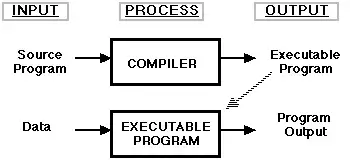 INPUT PROCESS OUTPUT
Source Program COMPILER Executable Program
Data EXECUTABLE PROGRAM Program Output